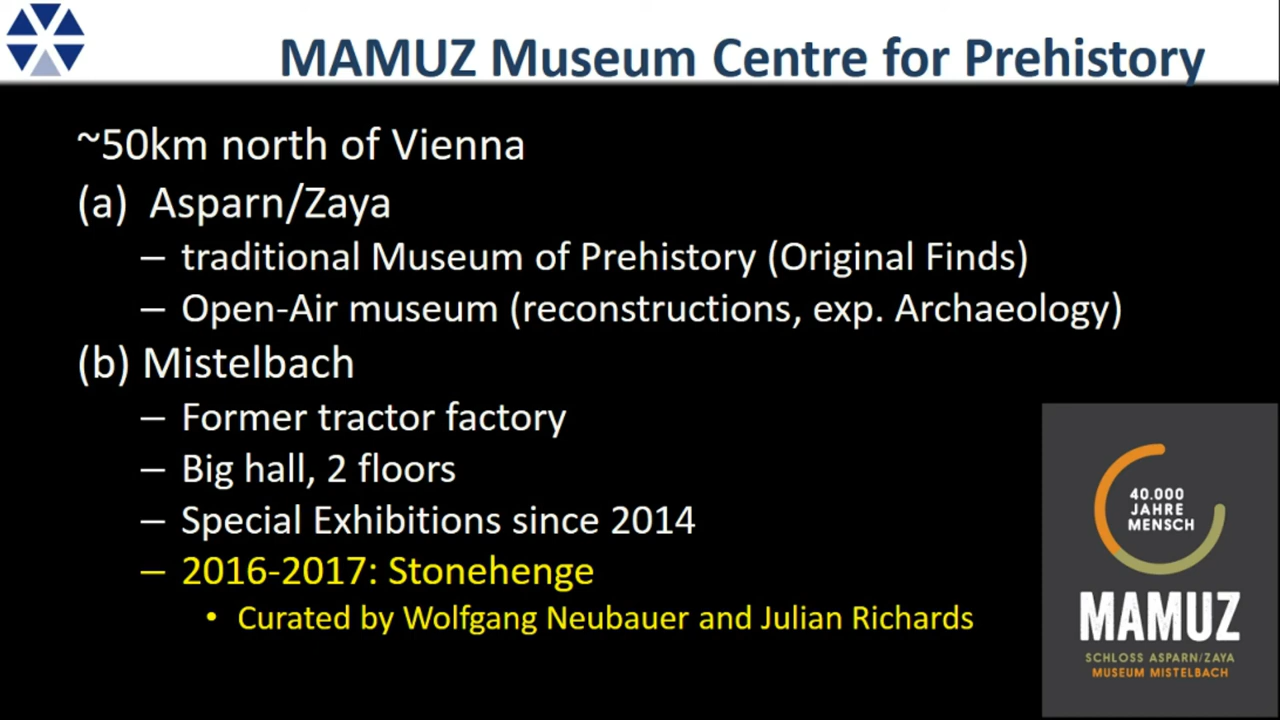 MAMUZ Museum Centre for Prehistory
~50km north of Vienna
(a) Asparn/Zaya
– traditional Museum of Prehistory (Original Finds)
– Open-Air museum (reconstructions, exp. Archaeology)
(b) Mistelbach
– Former tractor factory
– Big hall, 2 floors
– Special Exhibitions since 2014
– 2016-2017: Stonehenge
• Curated by Wolfgang Neubauer and Julian Richards
40.000
JAHRE
MENSCH
MAMUZ
SCHLOSS ASPARN/ZAYA
MUSEUM MISTELBACH